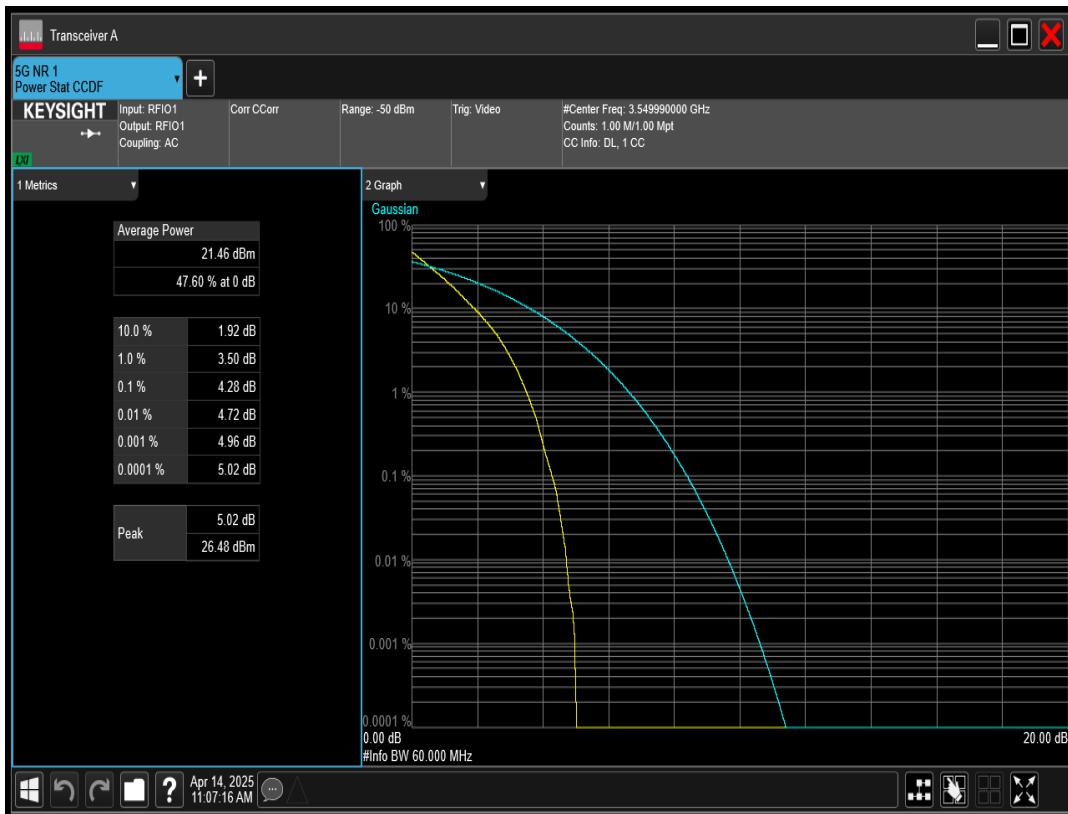 Transceiver A
5G NR 1
Power Stat CCDF
+
KEYSIGHT
LXI
Input: RFIO1
Output: RFIO1
Coupling: AC
Corr CCorr
Range: -50 dBm
Trig: Video
#Center Freq: 3.549990000 GHz
Counts: 1.00 M/1.00 Mpt
CC Info: DL, 1 CC
1 Metrics
Average Power
21.46 dBm
47.60 % at 0 dB
10.0 % 1.92 dB
1.0 % 3.50 dB
0.1 % 4.28 dB
0.01 % 4.72 dB
0.001 % 4.96 dB
0.0001 % 5.02 dB
Peak
5.02 dB
26.48 dBm
2 Graph
Gaussian
100 %
10 %
1 %
0.1 %
0.01 %
0.001 %
0.0001 %
0.00 dB 20.00 dB
#Info BW 60.000 MHz
?
Apr 14, 2025
11:07:16 AM